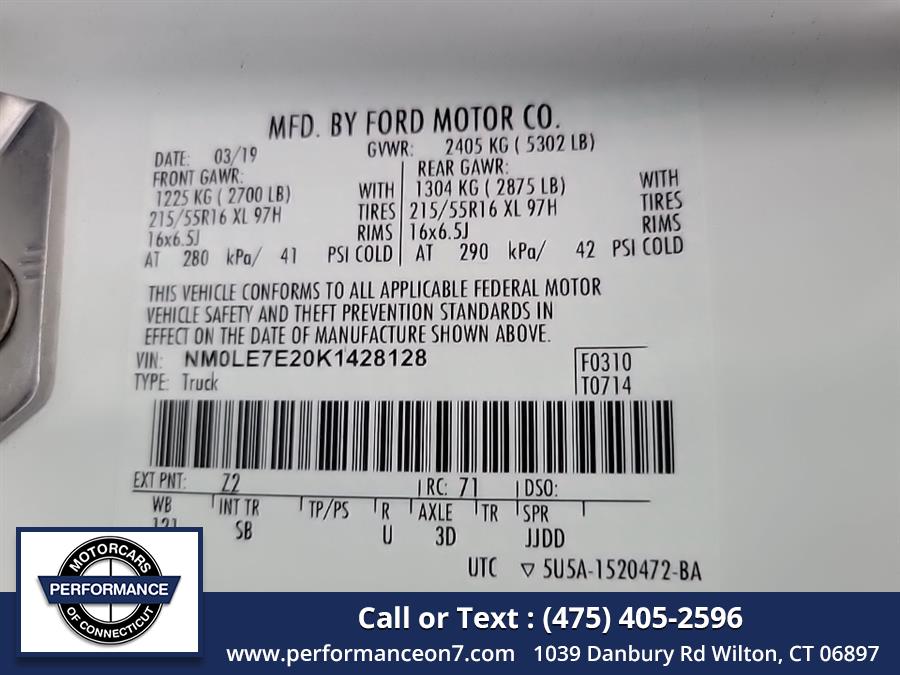 MFD. BY FORD MOTOR CO.
DATE: 03/19 GVWR: 2405 KG ( 5302 LB)
FRONT GAWR: REAR GAWR:
1225 KG ( 2700 LB) WITH 1304 KG ( 2875 LB) WITH
215/55R16 XL 97H TIRES 215/55R16 XL 97H TIRES
16x6.5J RIMS 16x6.5J RIMS
AT 280 kPa/ 41 PSI COLD AT 290 kPa/ 42 PSI COLD
THIS VEHICLE CONFORMS TO ALL APPLICABLE FEDERAL MOTOR
VEHICLE SAFETY AND THEFT PREVENTION STANDARDS IN
EFFECT ON THE DATE OF MANUFACTURE SHOWN ABOVE.
VIN: NM0LE7E20K1428128 F0310
TYPE: Truck T0714
EXT PNT: Z2 RC: 71 DSO:
WB INT TR TP/PS R AXLE TR SPR
121 SB U 3D JJDD
UTC ▽ 5U5A-1520472-BA
MOTORCARS
PERFORMANCE
OF CONNECTICUT
Call or Text : (475) 405-2596
www.performanceon7.com 1039 Danbury Rd Wilton, CT 06897